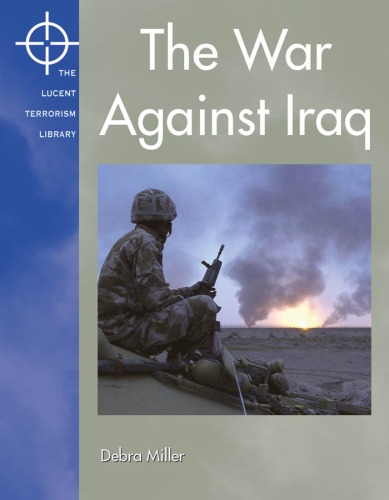 THE
LUCENT
TERRORISM
LIBRARY
The War
Against Iraq
Debra Miller